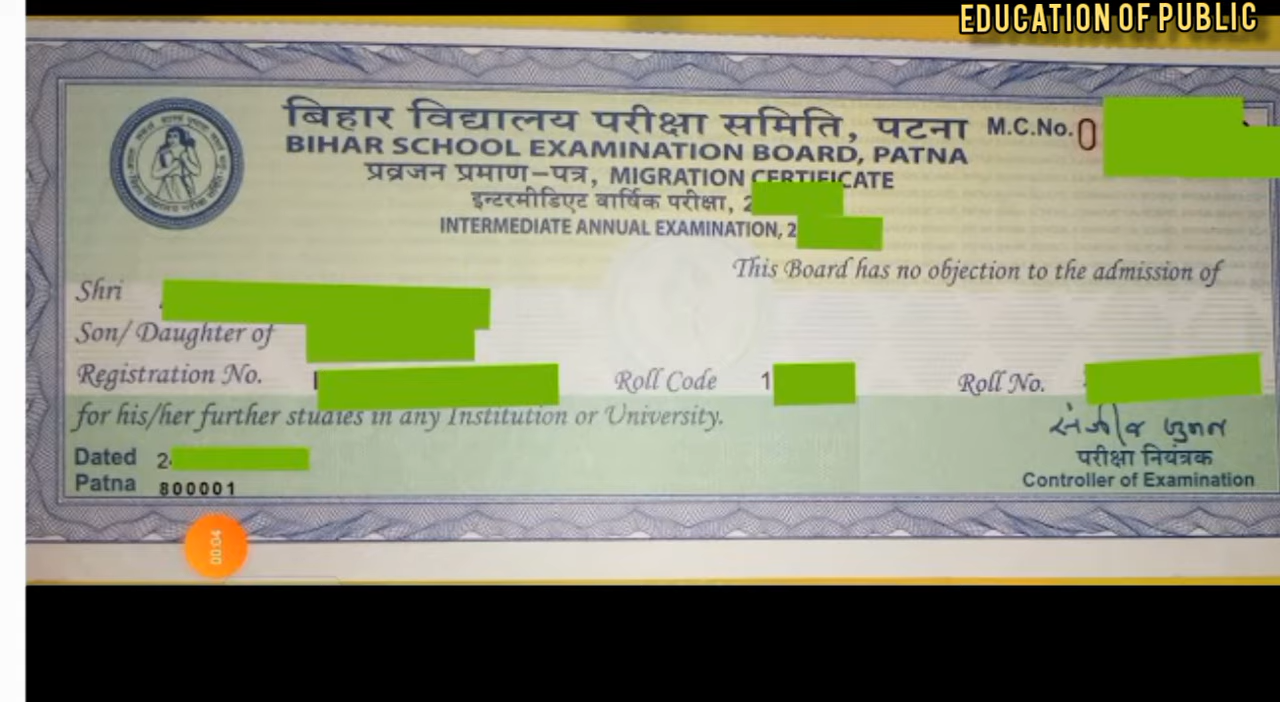 EDUCATION OF PUBLIC
बिहार विद्यालय परीक्षा समिति, पटना M.C.No. 0
BIHAR SCHOOL EXAMINATION BOARD, PATNA
प्रव्रजन प्रमाण-पत्र, MIGRATION CERTIFICATE
इन्टरमीडिएट वार्षिक परीक्षा, 2
INTERMEDIATE ANNUAL EXAMINATION, 2
This Board has no objection to the admission of
Shri
Son/ Daughter of
Registration No. Roll Code 1 Roll No.
for his/her further studies in any Institution or University.
Dated 2
परीक्षा नियंत्रक
Patna 800001
Controller of Examination
00:04